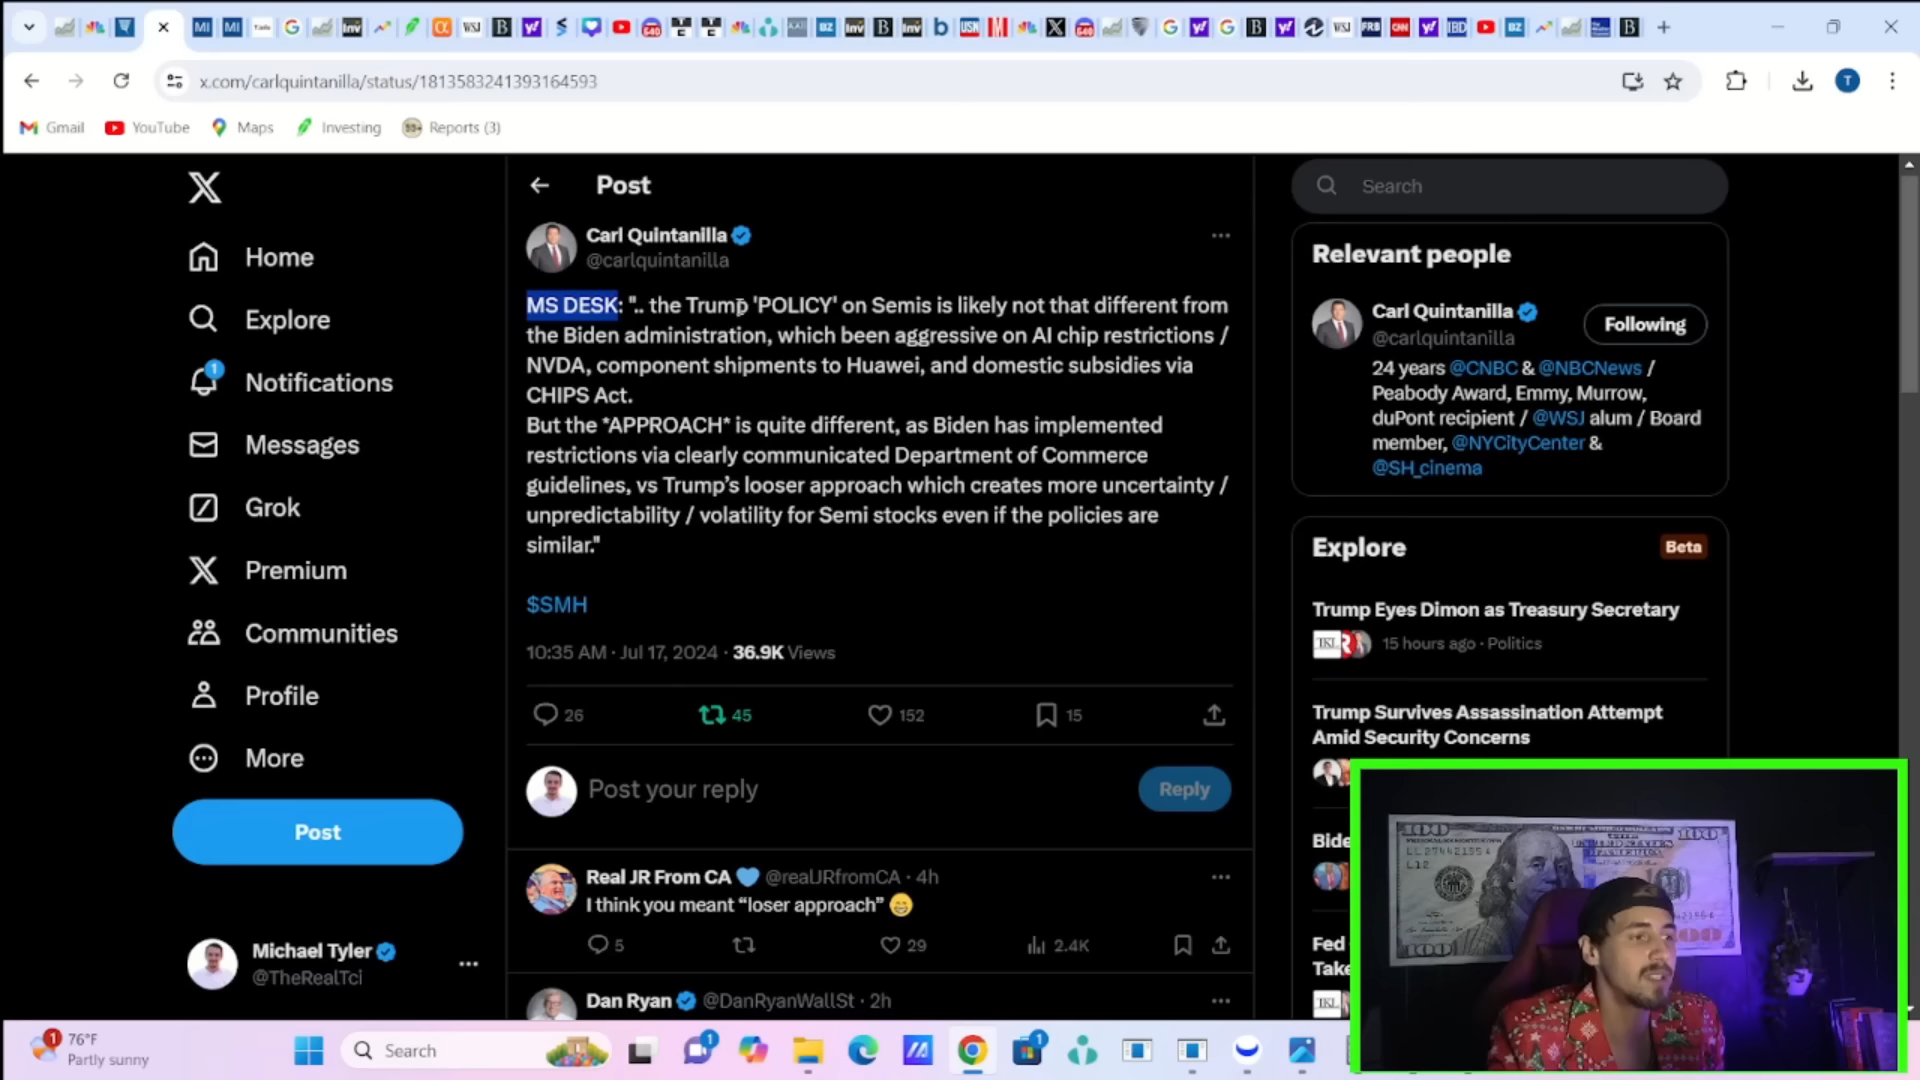 x.com/carlquintanilla/status/1813583241393164593
Gmail
YouTube
Maps
Investing
Reports (3)
Home
Explore
Notifications
Messages
Grok
Premium
Communities
Profile
More
Post
Michael Tyler
@TheRealTci
Post
Carl Quintanilla
@carlquintanilla
MS DESK: ".. the Trump 'POLICY' on Semis is likely not that different from
the Biden administration, which been aggressive on AI chip restrictions /
NVDA, component shipments to Huawei, and domestic subsidies via
CHIPS Act.
But the *APPROACH* is quite different, as Biden has implemented
restrictions via clearly communicated Department of Commerce
guidelines, vs Trump's looser approach which creates more uncertainty /
unpredictability / volatility for Semi stocks even if the policies are
similar."
$SMH
10:35 AM · Jul 17, 2024 · 36.9K Views
26 45 152 15
Post your reply
Reply
Real JR From CA @realJRfromCA · 4h
I think you meant “loser approach”
5 29 2.4K
Dan Ryan @DanRyanWallSt · 2h
Search
Relevant people
Carl Quintanilla
@carlquintanilla
Following
24 years @CNBC & @NBCNews /
Peabody Award, Emmy, Murrow,
duPont recipient / @WSJ alum / Board
member, @NYCityCenter &
@SH_cinema
Explore
Beta
Trump Eyes Dimon as Treasury Secretary
15 hours ago · Politics
Trump Survives Assassination Attempt
Amid Security Concerns
Bide
Fed
Take
76°F
Partly sunny
Search